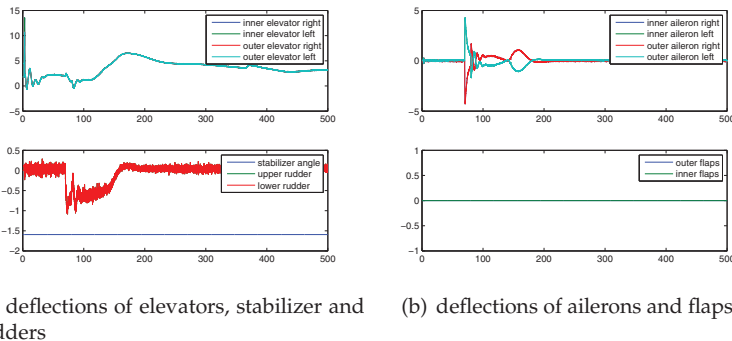 15
10
5
0
−5
0 100 200 300 400 500
inner elevator right
inner elevator left
outer elevator right
outer elevator left
5
0
−5
0 100 200 300 400 500
inner aileron right
inner aileron left
outer aileron right
outer aileron left
0.5
0
−0.5
−1
−1.5
−2
0 100 200 300 400 500
stabilizer angle
upper rudder
lower rudder
1
0.5
0
−0.5
−1
0 100 200 300 400 500
outer flaps
inner flaps
deflections of elevators, stabilizer and
dders
(b) deflections of ailerons and flaps